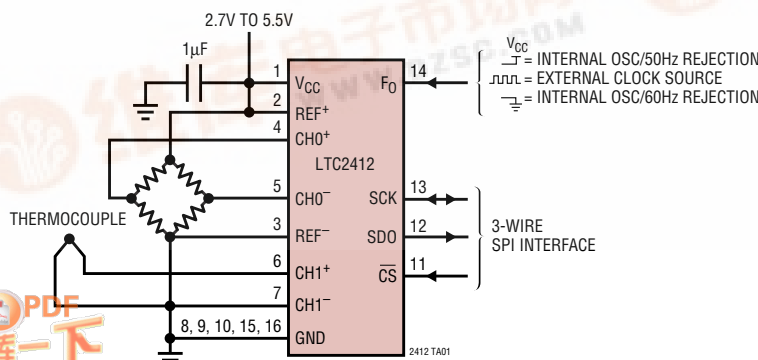 2.7V TO 5.5V
1µF
1
VCC
2
REF+
4
CH0+
LTC2412
5
CH0−
3
REF−
6
CH1+
7
CH1−
8, 9, 10, 15, 16
GND
FO
14
SCK
13
SDO
12
CS
11
VCC
= INTERNAL OSC/50Hz REJECTION
= EXTERNAL CLOCK SOURCE
= INTERNAL OSC/60Hz REJECTION
3-WIRE
SPI INTERFACE
THERMOCOUPLE
2412 TA01
PDF